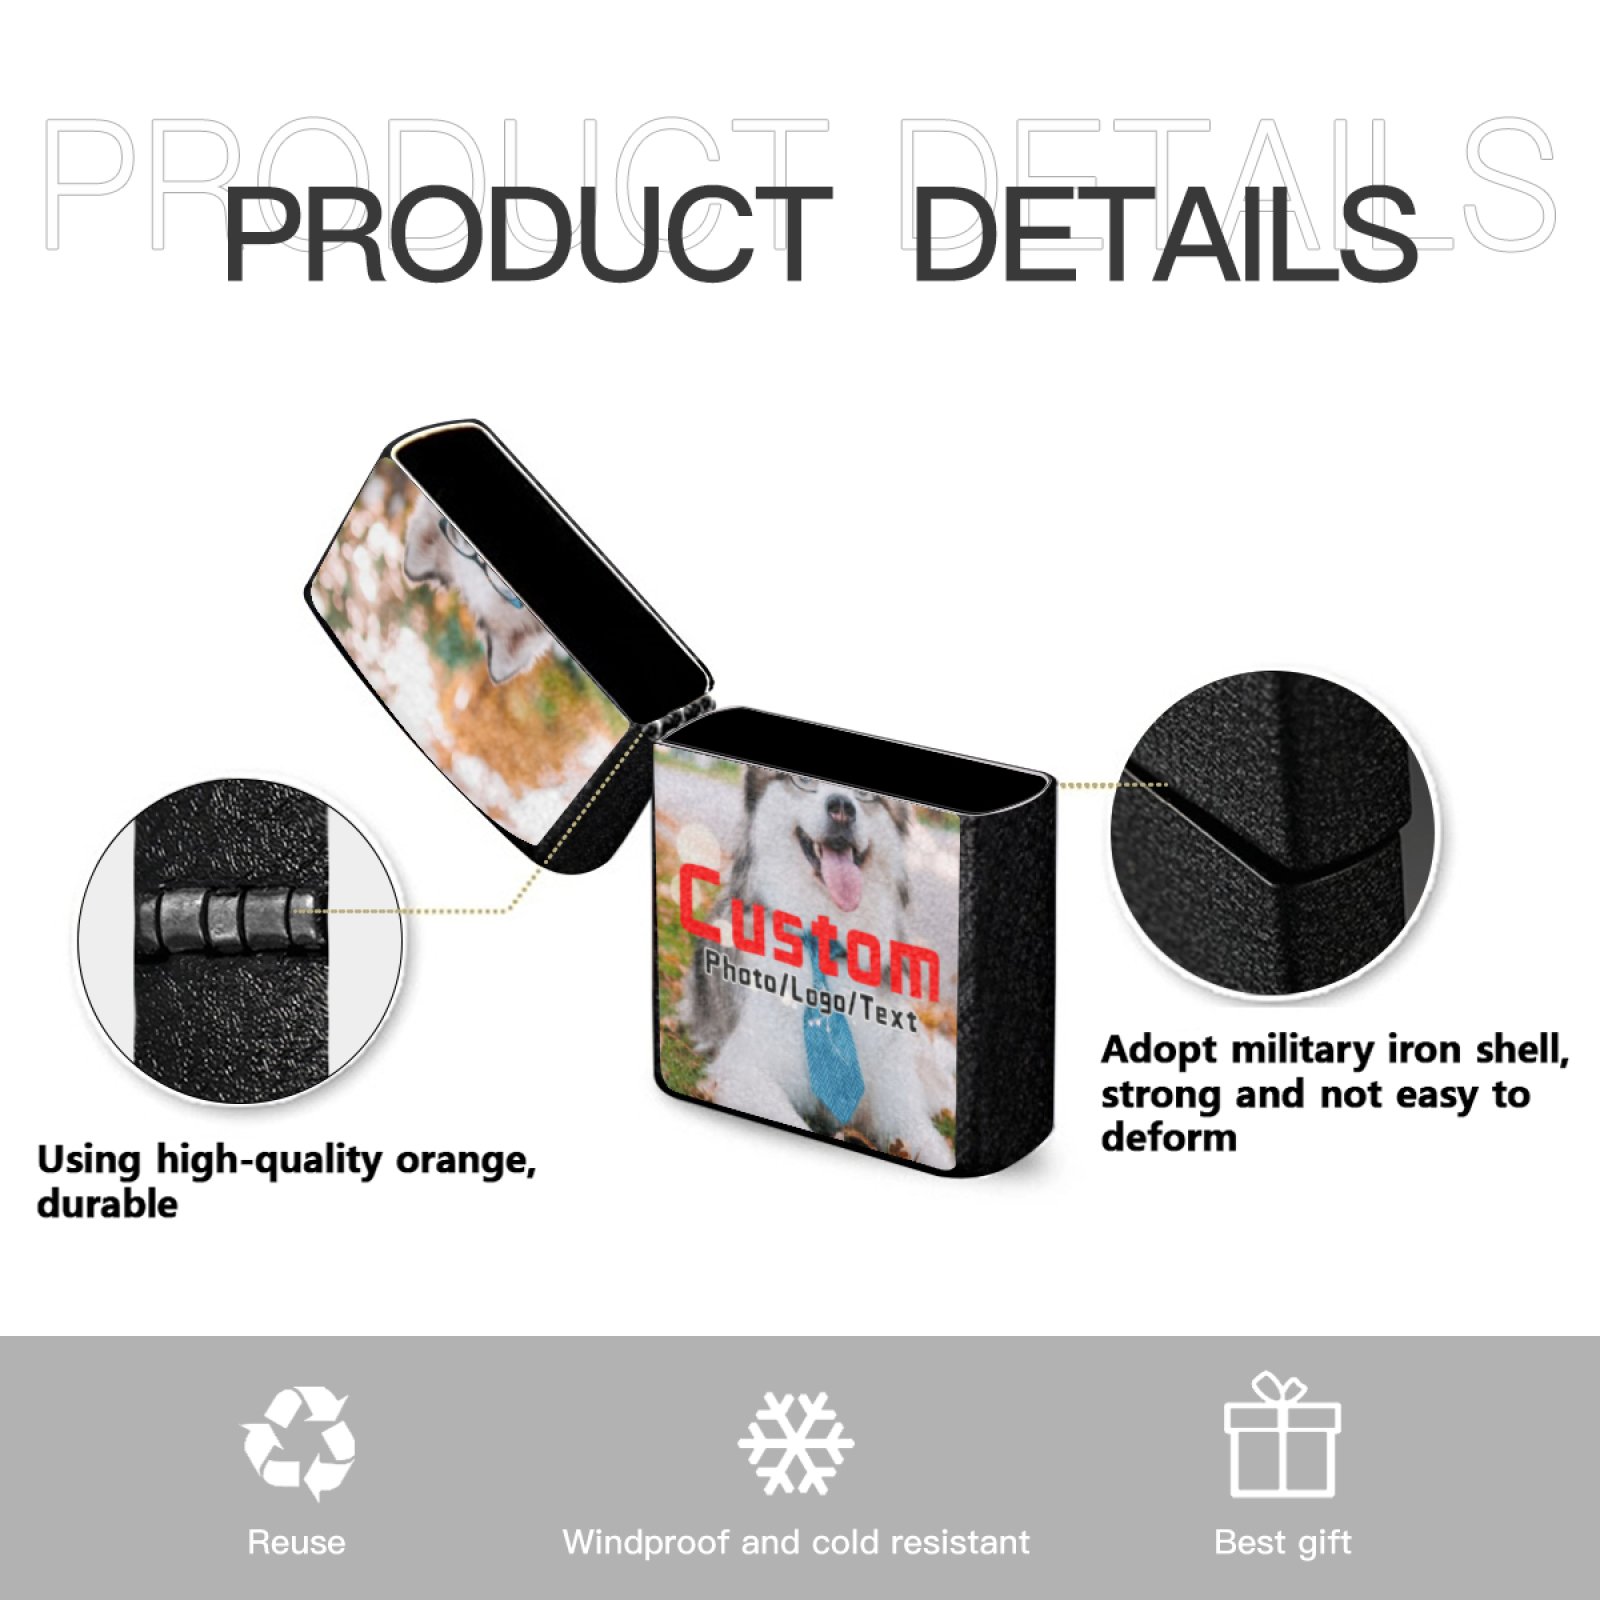 PRODUCT DETAILS
PRODUCT DETAILS
Custom
Photo/Logo/Text
Adopt military iron shell,
strong and not easy to
deform
Using high-quality orange,
durable
Reuse
Windproof and cold resistant
Best gift